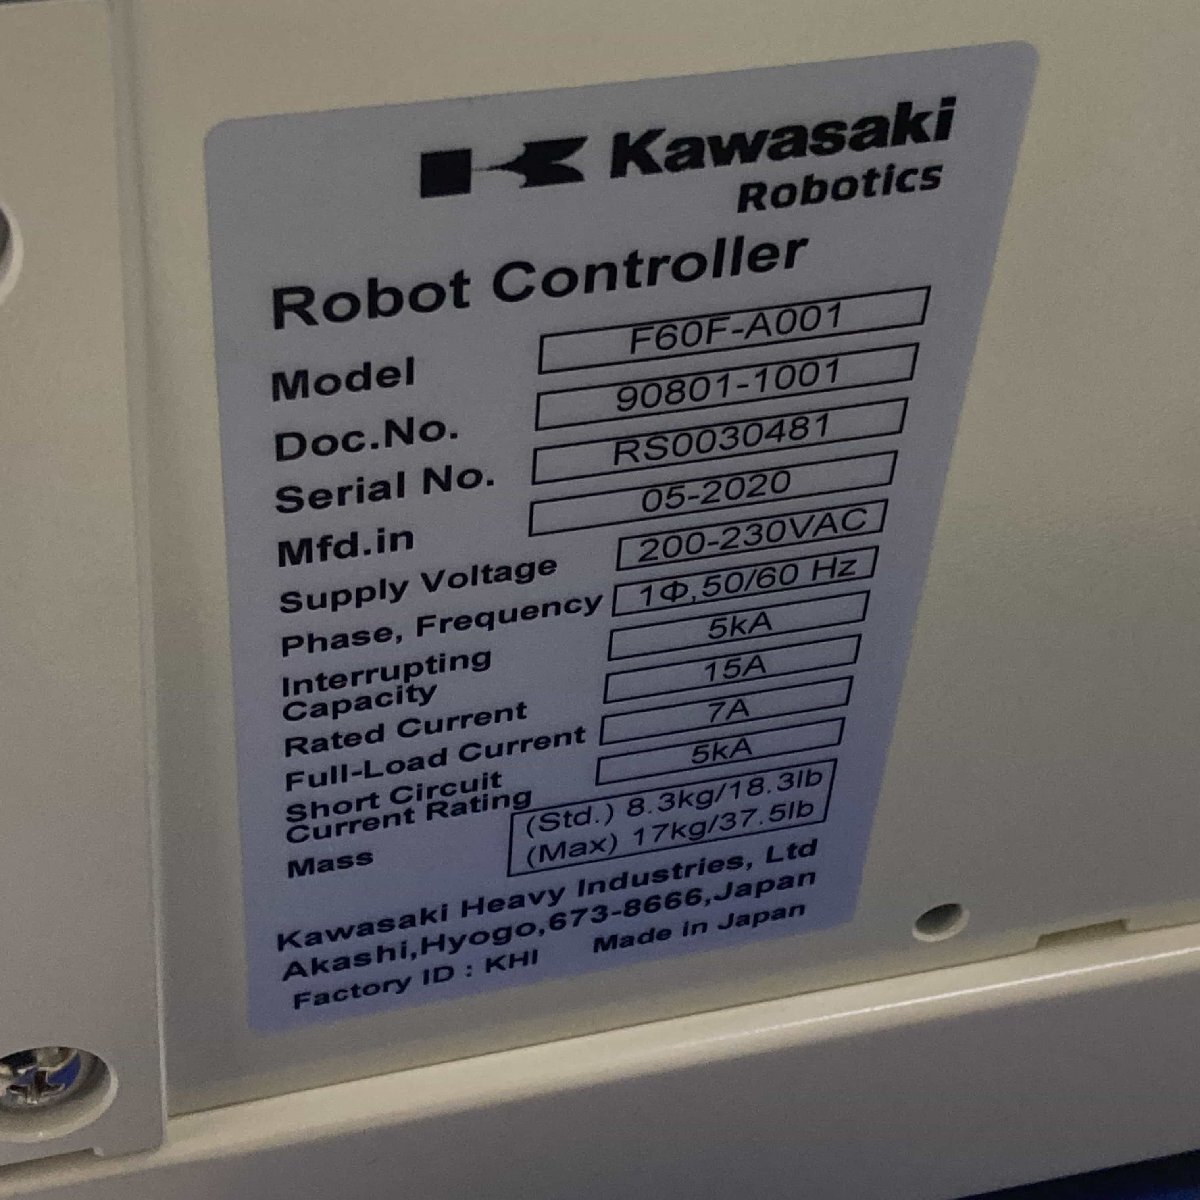 Kawasaki
Robotics
Robot Controller
Model F60F-A001
Doc.No. 90801-1001
Serial No. RS0030481
Mfd.in 05-2020
Supply Voltage 200-230VAC
Phase, Frequency 1Φ,50/60 Hz
Interrupting
Capacity 5kA
Rated Current 15A
Full-Load Current 7A
Short Circuit
Current Rating 5kA
Mass (Std.) 8.3kg/18.3lb
(Max) 17kg/37.5lb
Kawasaki Heavy Industries, Ltd
Akashi,Hyogo,673-8666,Japan
Factory ID : KHI Made in Japan